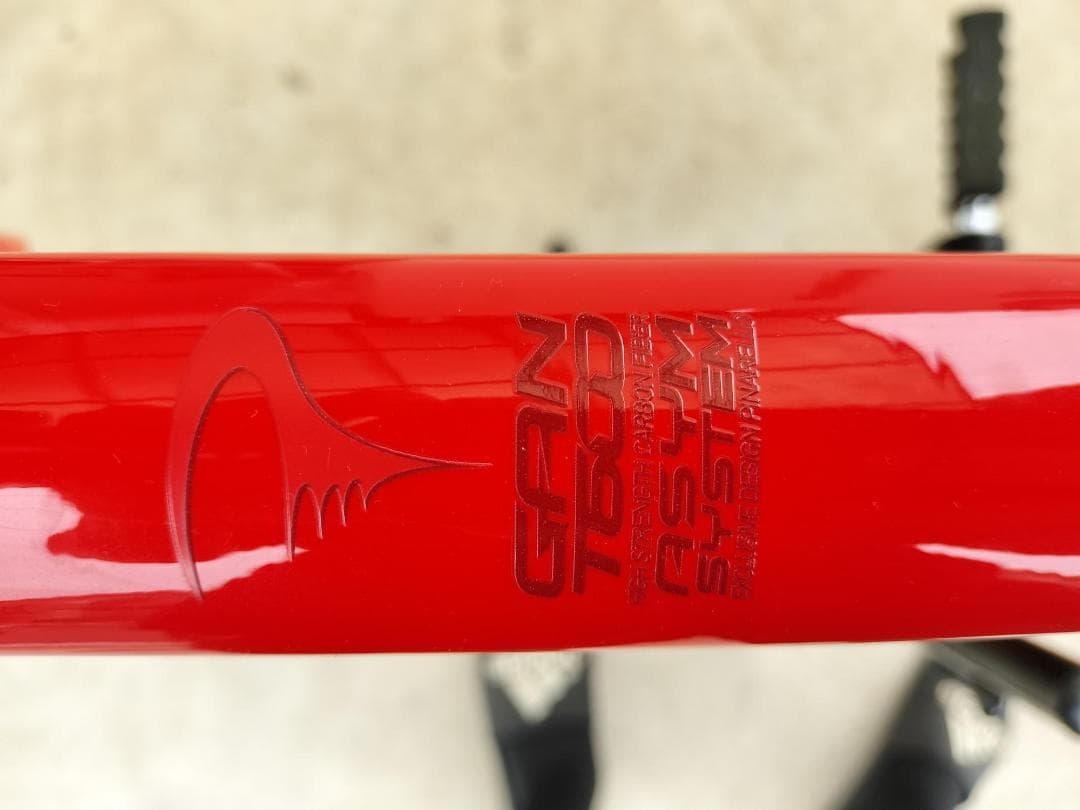 GAN
T600
HIGH STRENGTH CARBON FIBER
ASYM
SYSTEM
EXCLUSIVE DESIGN PINARELLO